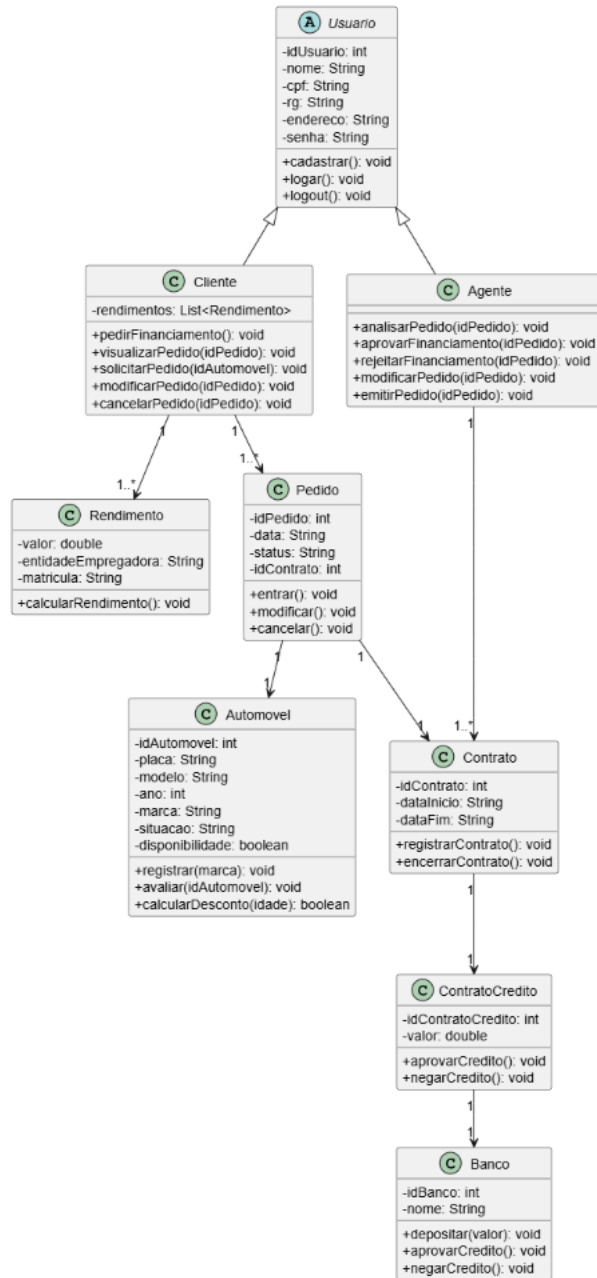 A Usuario
-idUsuario: int
-nome: String
-cpf: String
-rg: String
-endereco: String
-senha: String
+cadastrar(): void
+logar(): void
+logout(): void
C Cliente
-rendimentos: List<Rendimento>
+pedirFinanciamento(): void
+visualizarPedido(idPedido): void
+solicitarPedido(idAutomovel): void
+modificarPedido(idPedido): void
+cancelarPedido(idPedido): void
C Agente
+analisarPedido(idPedido): void
+aprovarFinanciamento(idPedido): void
+rejeitarFinanciamento(idPedido): void
+modificarPedido(idPedido): void
+emitirPedido(idPedido): void
1
1
1
1..*
1..*
C Rendimento
-valor: double
-entidadeEmpregadora: String
-matricula: String
+calcularRendimento(): void
C Pedido
-idPedido: int
-data: String
-status: String
-idContrato: int
+entrar(): void
+modificar(): void
+cancelar(): void
1
1
1
1
1..*
C Automovel
-idAutomovel: int
-placa: String
-modelo: String
-ano: int
-marca: String
-situacao: String
-disponibilidade: boolean
+registrar(marca): void
+avaliar(idAutomovel): void
+calcularDesconto(idade): boolean
C Contrato
-idContrato: int
-dataInicio: String
-dataFim: String
+registrarContrato(): void
+encerrarContrato(): void
1
1
C ContratoCredito
-idContratoCredito: int
-valor: double
+aprovarCredito(): void
+negarCredito(): void
1
1
C Banco
-idBanco: int
-nome: String
+depositar(valor): void
+aprovarCredito(): void
+negarCredito(): void